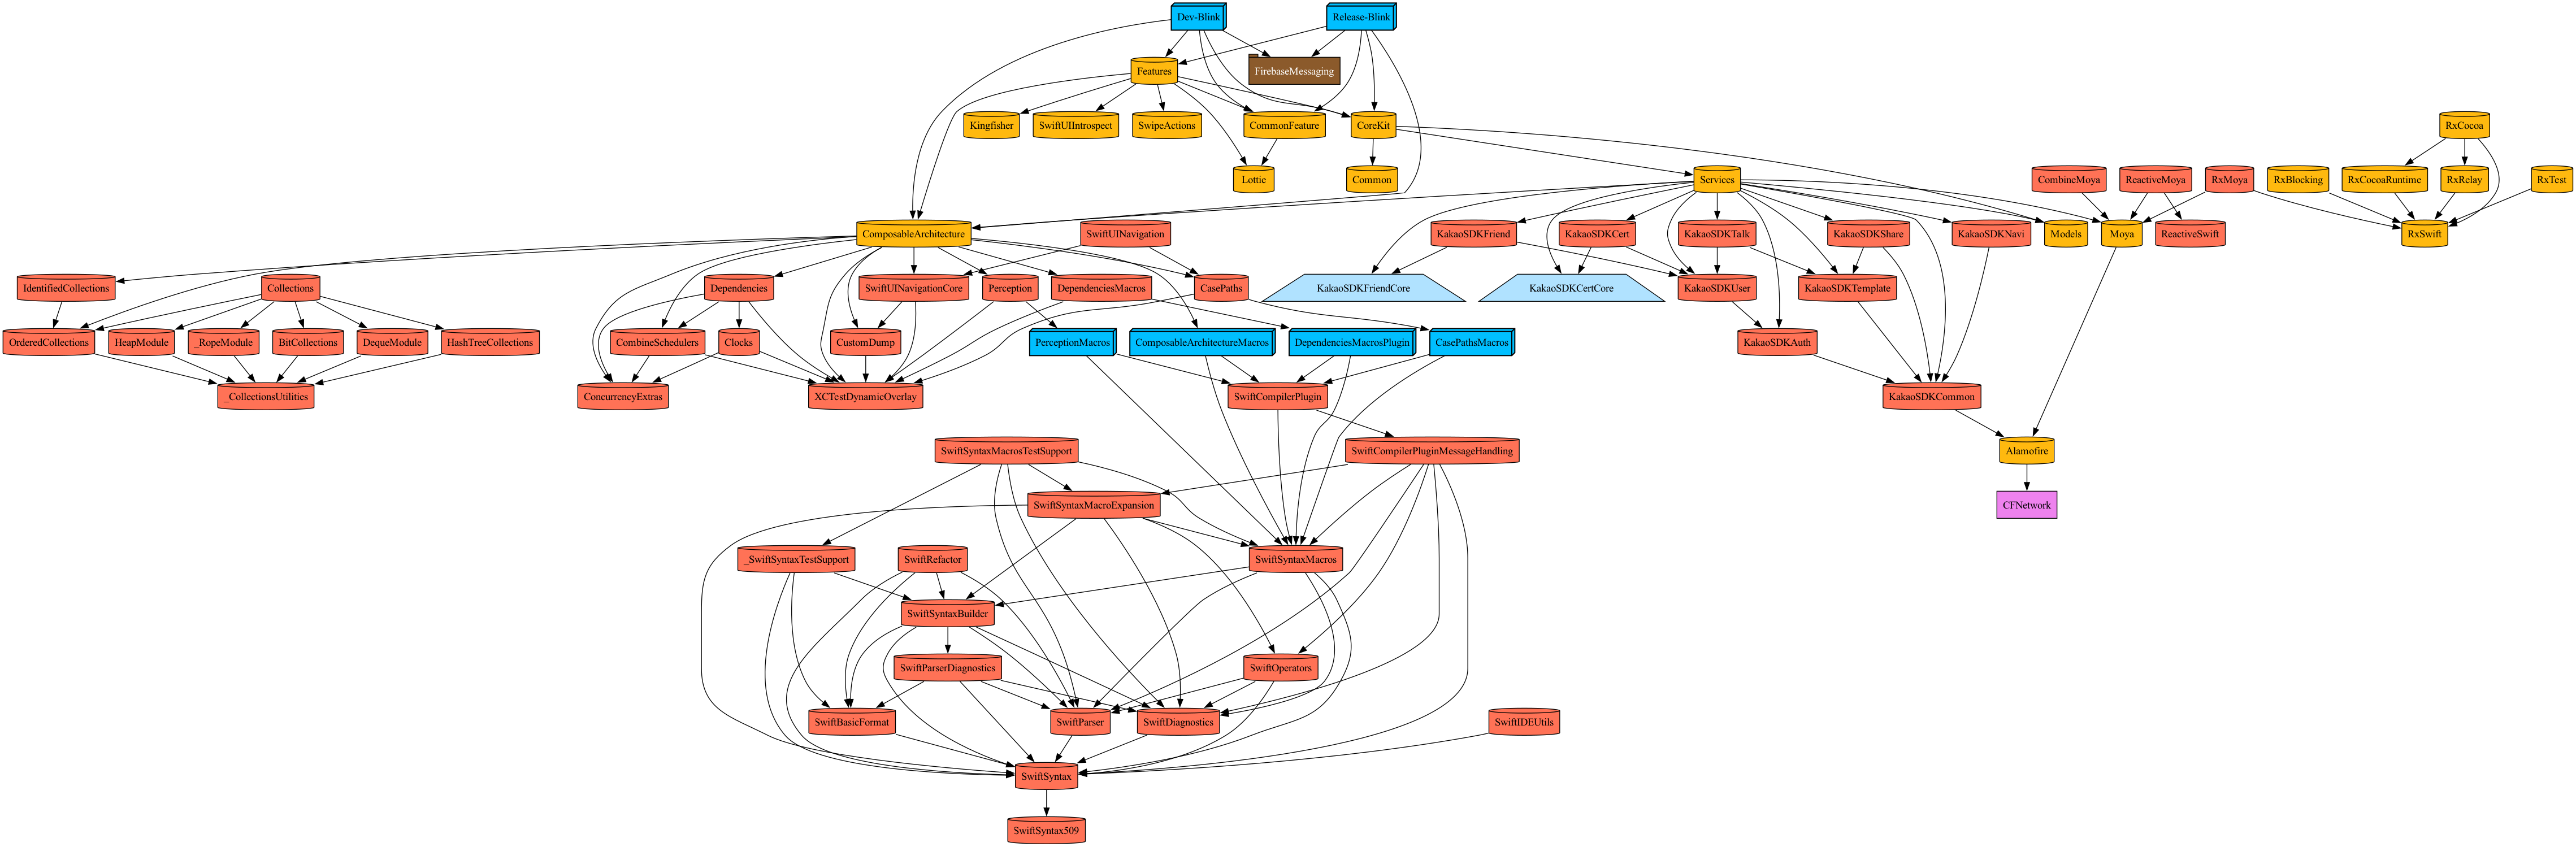 Dev-Blink
Release-Blink
Features
FirebaseMessaging
Kingfisher
SwiftUIIntrospect
SwipeActions
CommonFeature
CoreKit
RxCocoa
Lottie
Common
Services
CombineMoya
ReactiveMoya
RxMoya
RxBlocking
RxCocoaRuntime
RxRelay
RxTest
ComposableArchitecture
SwiftUINavigation
KakaoSDKFriend
KakaoSDKCert
KakaoSDKTalk
KakaoSDKShare
KakaoSDKNavi
Models
Moya
ReactiveSwift
RxSwift
IdentifiedCollections
Collections
Dependencies
SwiftUINavigationCore
Perception
DependenciesMacros
CasePaths
KakaoSDKFriendCore
KakaoSDKCertCore
KakaoSDKUser
KakaoSDKTemplate
OrderedCollections
HeapModule
_RopeModule
BitCollections
DequeModule
HashTreeCollections
CombineSchedulers
Clocks
CustomDump
PerceptionMacros
ComposableArchitectureMacros
DependenciesMacrosPlugin
CasePathsMacros
KakaoSDKAuth
_CollectionsUtilities
ConcurrencyExtras
XCTestDynamicOverlay
SwiftCompilerPlugin
KakaoSDKCommon
SwiftSyntaxMacrosTestSupport
SwiftCompilerPluginMessageHandling
Alamofire
SwiftSyntaxMacroExpansion
CFNetwork
_SwiftSyntaxTestSupport
SwiftRefactor
SwiftSyntaxMacros
SwiftSyntaxBuilder
SwiftParserDiagnostics
SwiftOperators
SwiftBasicFormat
SwiftParser
SwiftDiagnostics
SwiftIDEUtils
SwiftSyntax
SwiftSyntax509